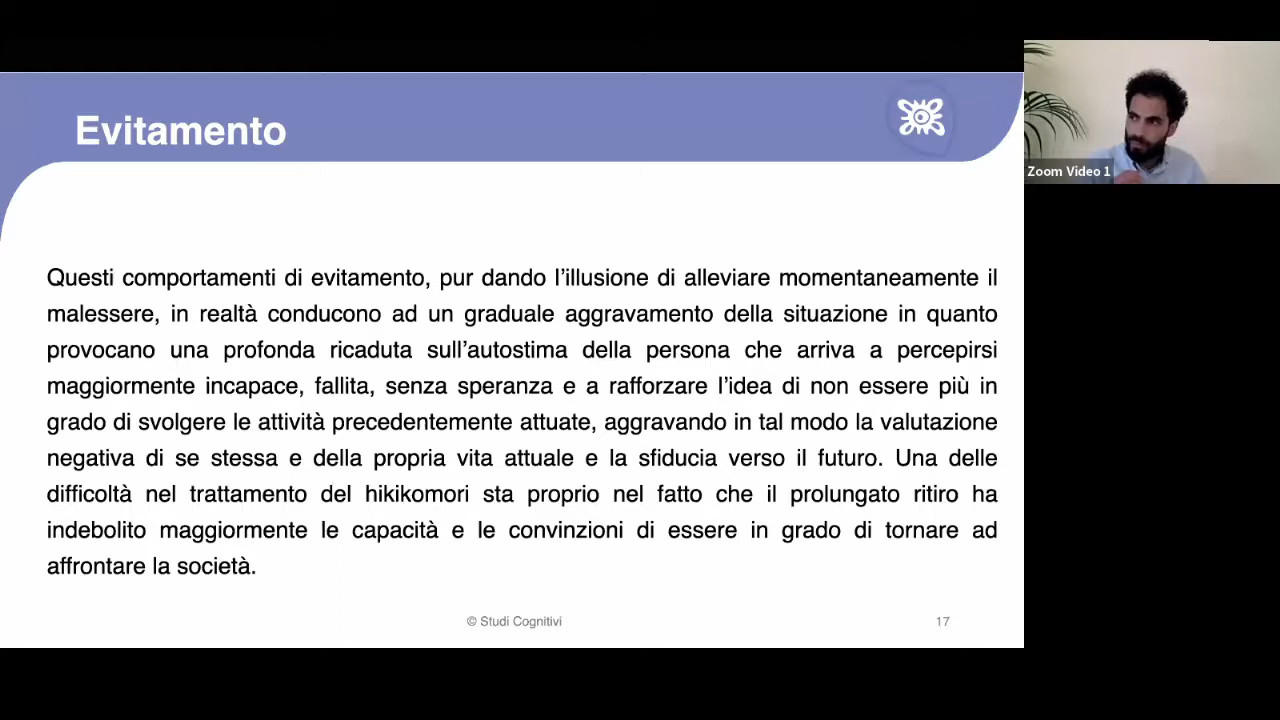 Evitamento
Zoom Video 1
Questi comportamenti di evitamento, pur dando l’illusione di alleviare momentaneamente il
malessere, in realtà conducono ad un graduale aggravamento della situazione in quanto
provocano una profonda ricaduta sull’autostima della persona che arriva a percepirsi
maggiormente incapace, fallita, senza speranza e a rafforzare l’idea di non essere più in
grado di svolgere le attività precedentemente attuate, aggravando in tal modo la valutazione
negativa di se stessa e della propria vita attuale e la sfiducia verso il futuro. Una delle
difficoltà nel trattamento del hikikomori sta proprio nel fatto che il prolungato ritiro ha
indebolito maggiormente le capacità e le convinzioni di essere in grado di tornare ad
affrontare la società.
© Studi Cognitivi
17